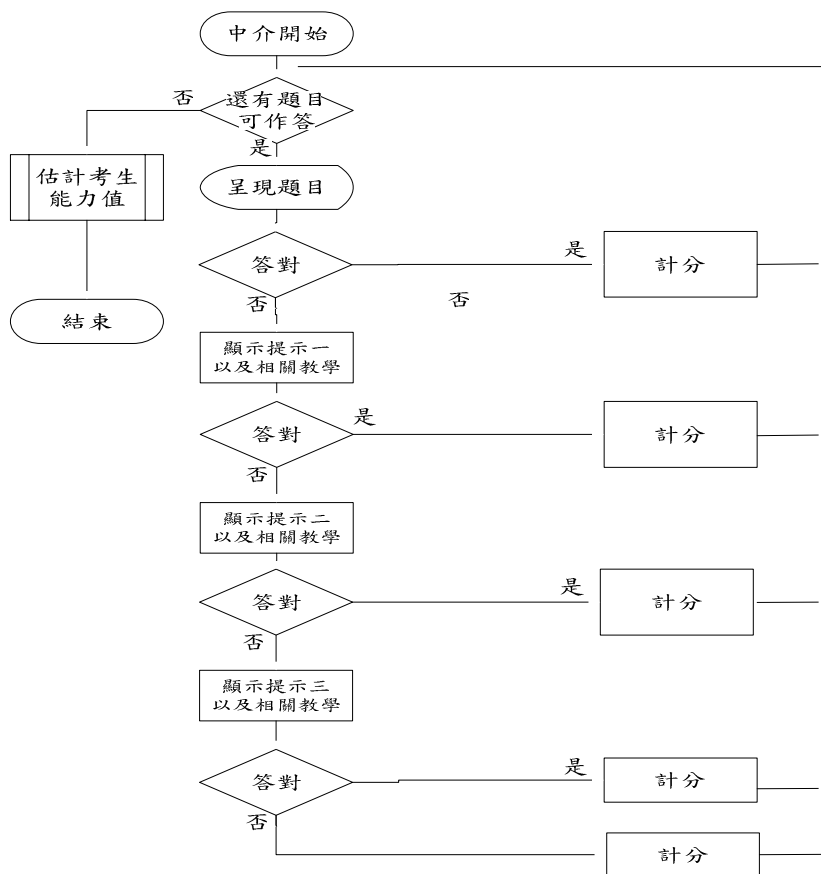 中介開始
否
還有題目
可作答
是
估計考生
能力值
呈現題目
答對
是
計分
否
否
結束
顯示提示一
以及相關教學
是
答對
計分
否
顯示提示二
以及相關教學
是
答對
計分
否
顯示提示三
以及相關教學
是
答對
計分
否
計分